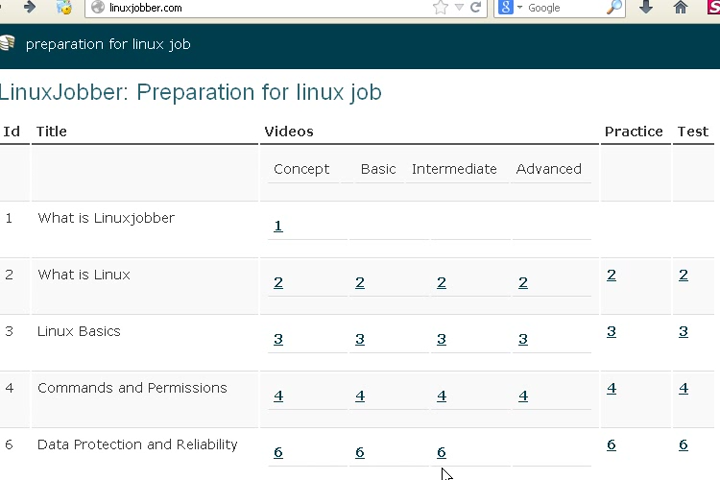 linuxjobber.com
8
Google
S
preparation for linux job
LinuxJobber: Preparation for linux job
Id Title Videos Practice Test
Concept Basic Intermediate Advanced
1 What is Linuxjobber 1
2 What is Linux 2 2 2 2 2 2
3 Linux Basics 3 3 3 3 3 3
4 Commands and Permissions 4 4 4 4 4 4
6 Data Protection and Reliability 6 6 6 6 6